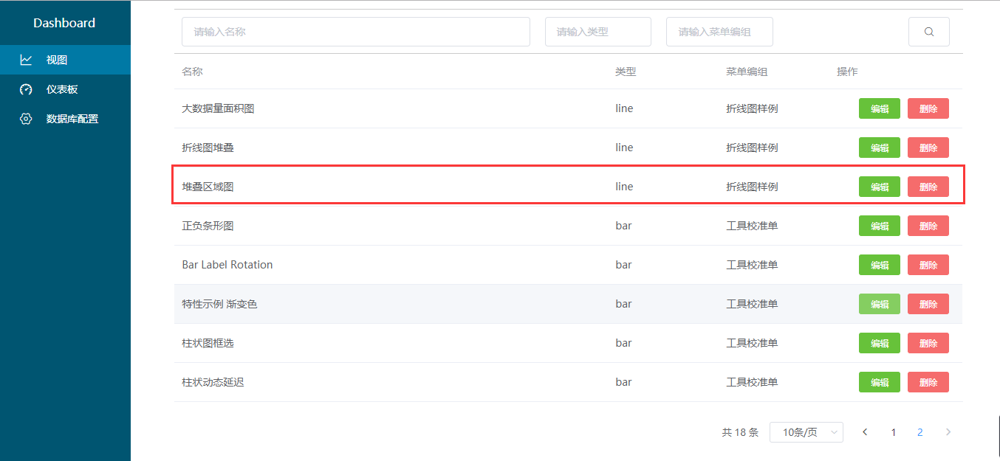 Dashboard
视图
仪表板
数据库配置
请输入名称 请输入类型 请输入菜单编组
名称 类型 菜单编组 操作
大数据量面积图 line 折线图样例 编辑 删除
折线图堆叠 line 折线图样例 编辑 删除
堆叠区域图 line 折线图样例 编辑 删除
正负条形图 bar 工具校准单 编辑 删除
Bar Label Rotation bar 工具校准单 编辑 删除
特性示例 渐变色 bar 工具校准单 编辑 删除
柱状图框选 bar 工具校准单 编辑 删除
柱状动态延迟 bar 工具校准单 编辑 删除
共 18 条 10条/页 1 2